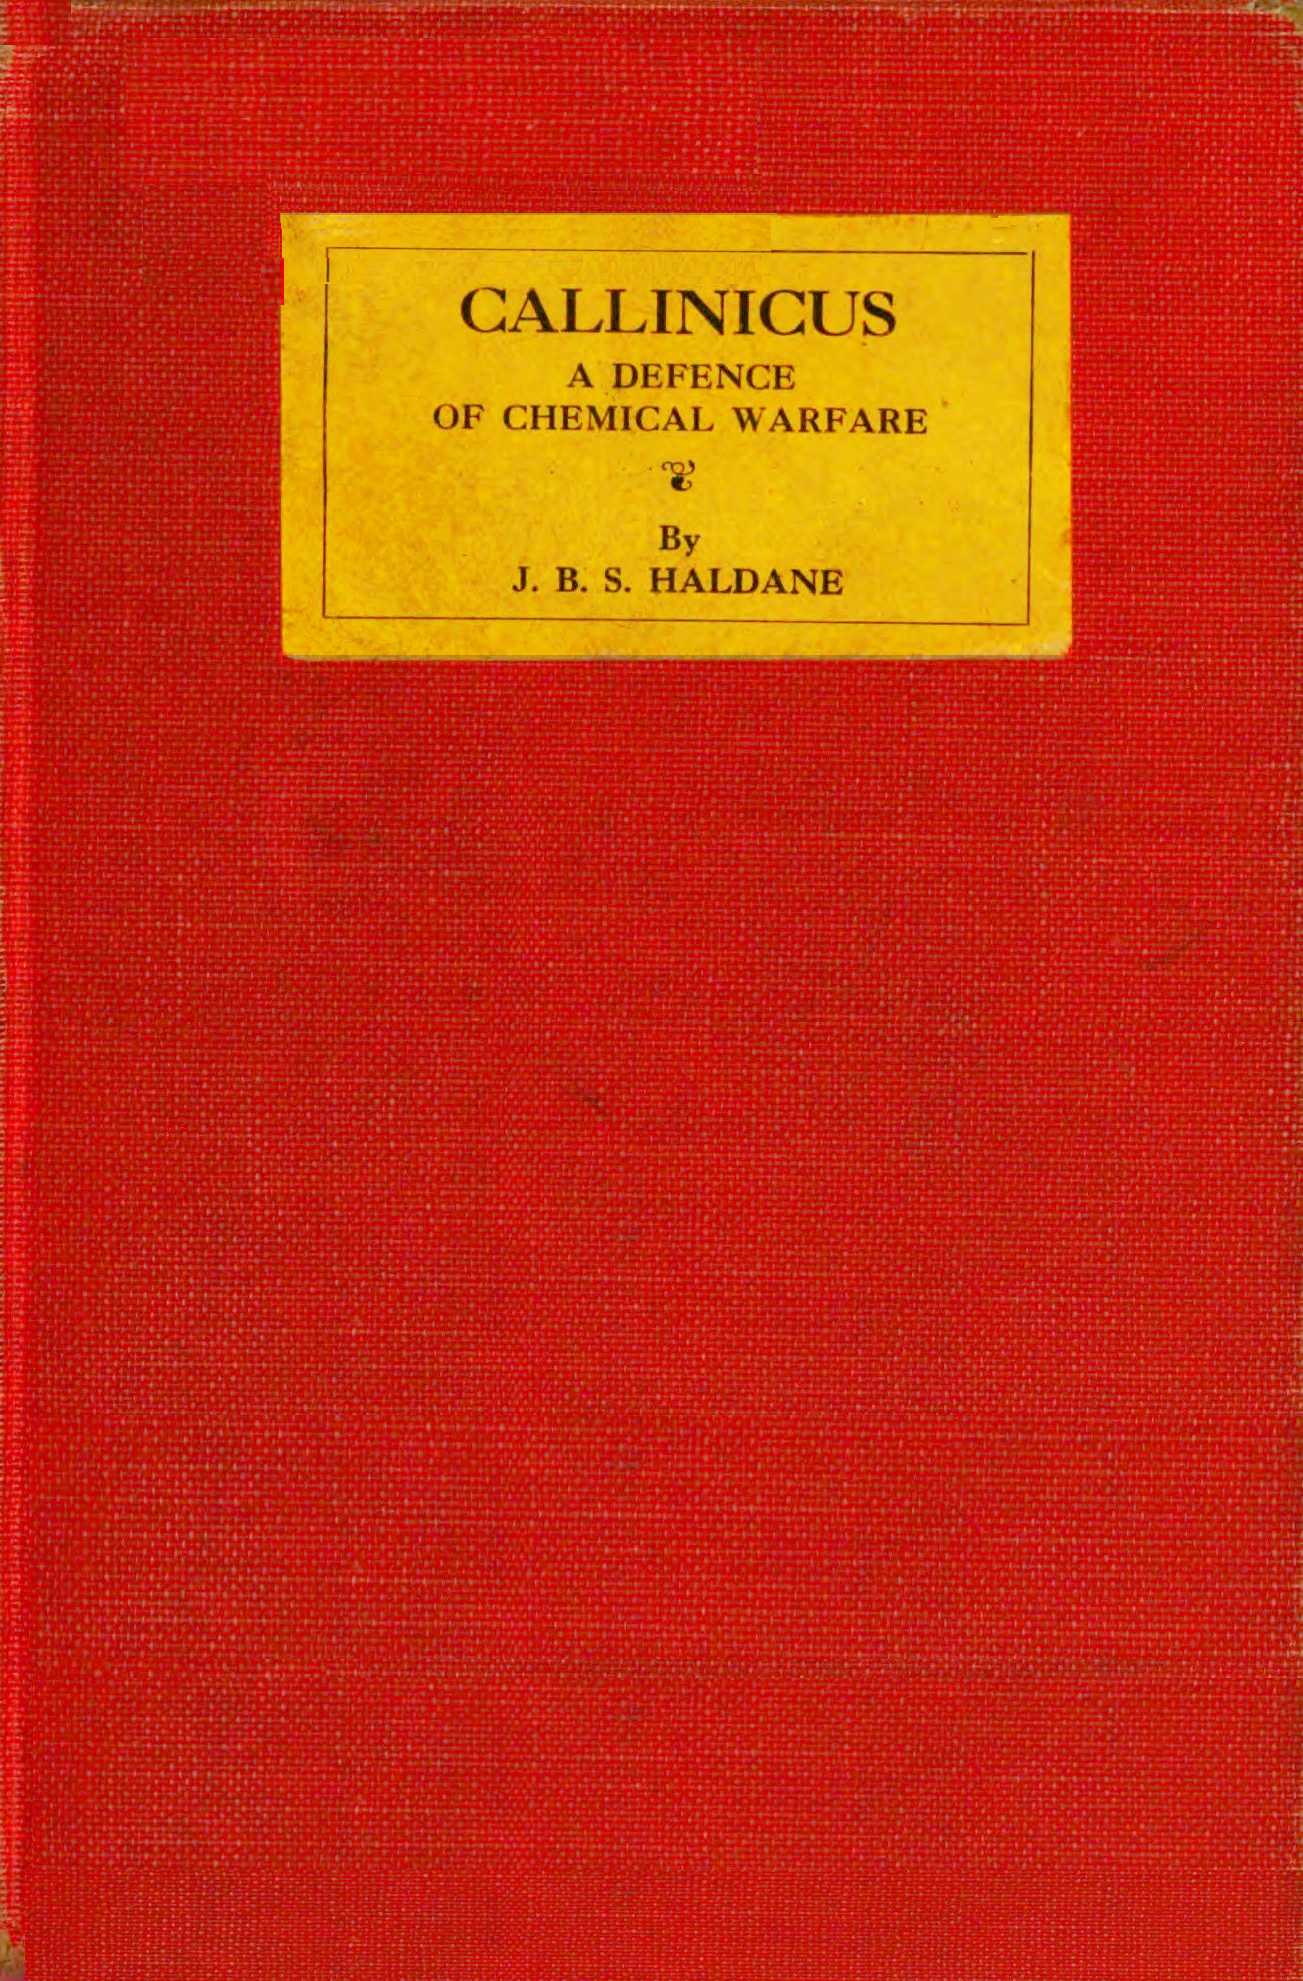 CALLINICUS
A DEFENCE
OF CHEMICAL WARFARE
By
J. B. S. HALDANE